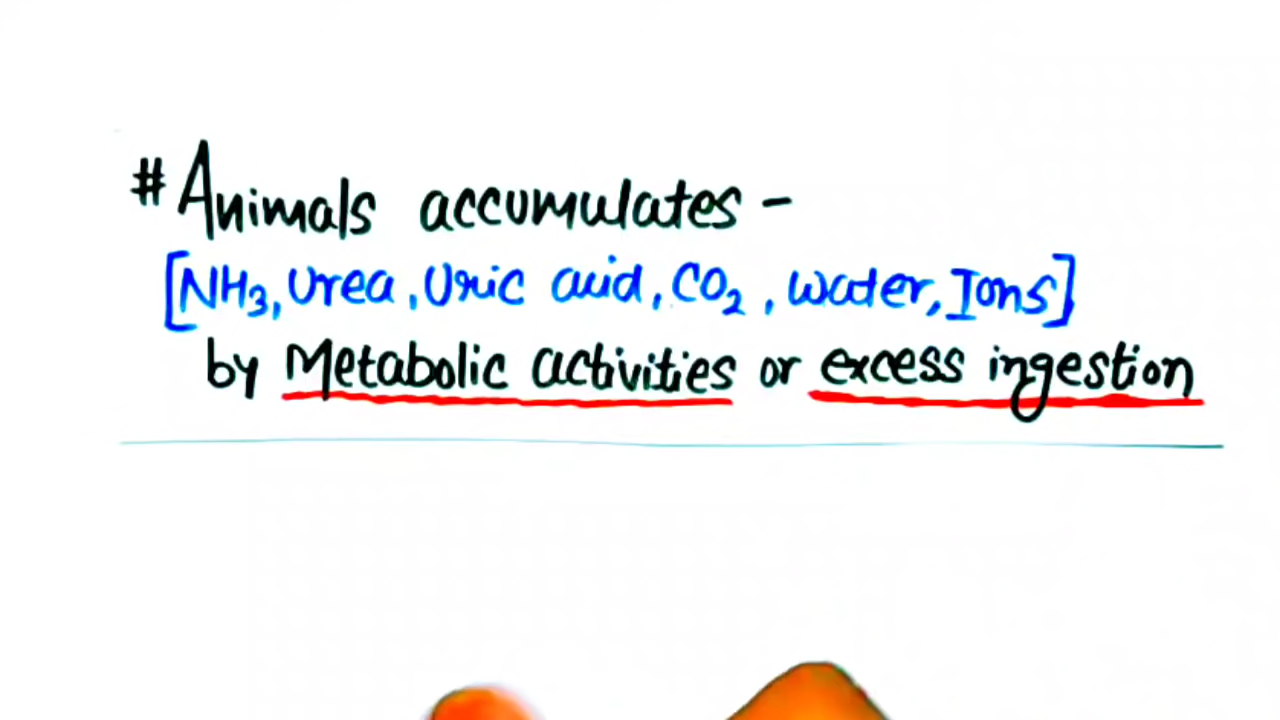 # Animals accumulates -
[NH₃, Urea, Uric acid, CO₂, water, Ions]
by Metabolic activities or excess ingestion